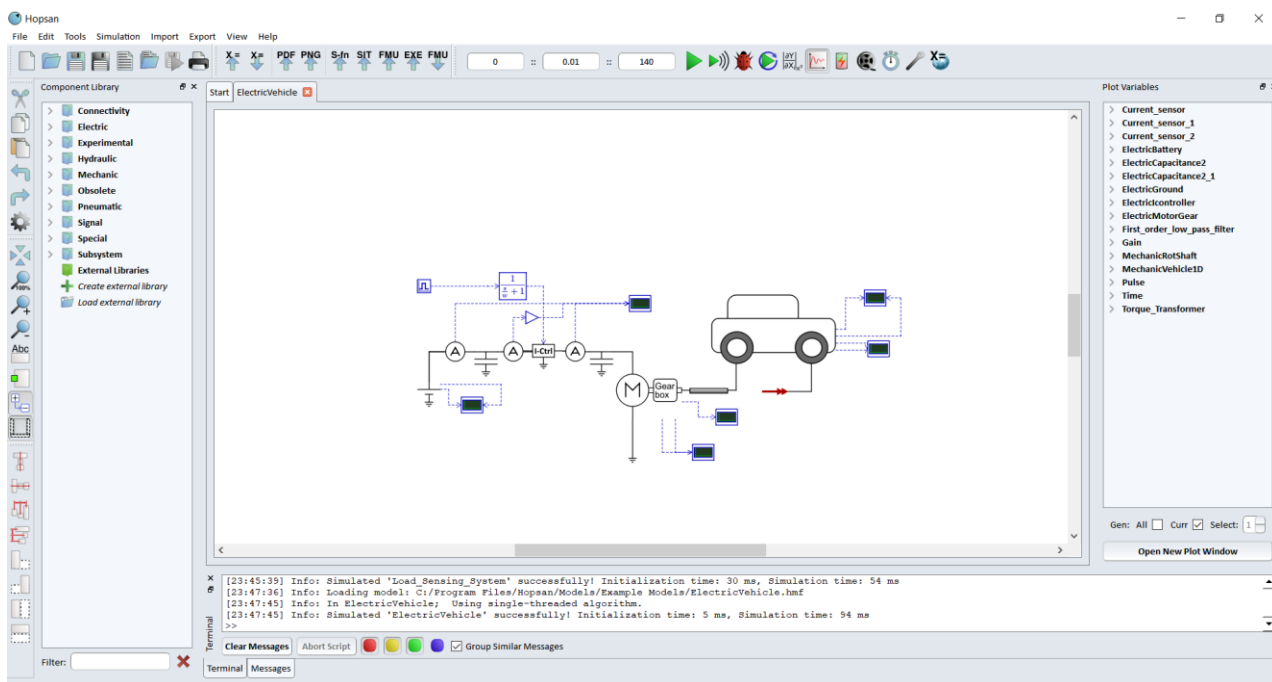 Hopsan
File Edit Tools Simulation Import Export View Help
X= X= PDF PNG S-fn SIT FMU EXE FMU 0 :: 0.01 :: 140
Component Library
Start ElectricVehicle
Plot Variables
Connectivity
Electric
Experimental
Hydraulic
Mechanic
Obsolete
Pneumatic
Signal
Special
Subsystem
External Libraries
Create external library
Load external library
100%
Abc
1
s/w + 1
A A I-Ctrl A
M Gear box
Current_sensor
Current_sensor_1
Current_sensor_2
ElectricBattery
ElectricCapacitance2
ElectricCapacitance2_1
ElectricGround
ElectricIcontroller
ElectricMotorGear
First_order_low_pass_filter
Gain
MechanicRotShaft
MechanicVehicle1D
Pulse
Time
Torque_Transformer
Gen: All Curr Select: 1
Open New Plot Window
[23:45:39] Info: Simulated 'Load_Sensing_System' successfully! Initialization time: 30 ms, Simulation time: 54 ms
[23:47:36] Info: Loading model: C:/Program Files/Hopsan/Models/Example Models/ElectricVehicle.hmf
[23:47:45] Info: In ElectricVehicle; Using single-threaded algorithm.
[23:47:45] Info: Simulated 'ElectricVehicle' successfully! Initialization time: 5 ms, Simulation time: 94 ms
>>
Terminal
Clear Messages Abort Script Group Similar Messages
Filter:
Terminal Messages